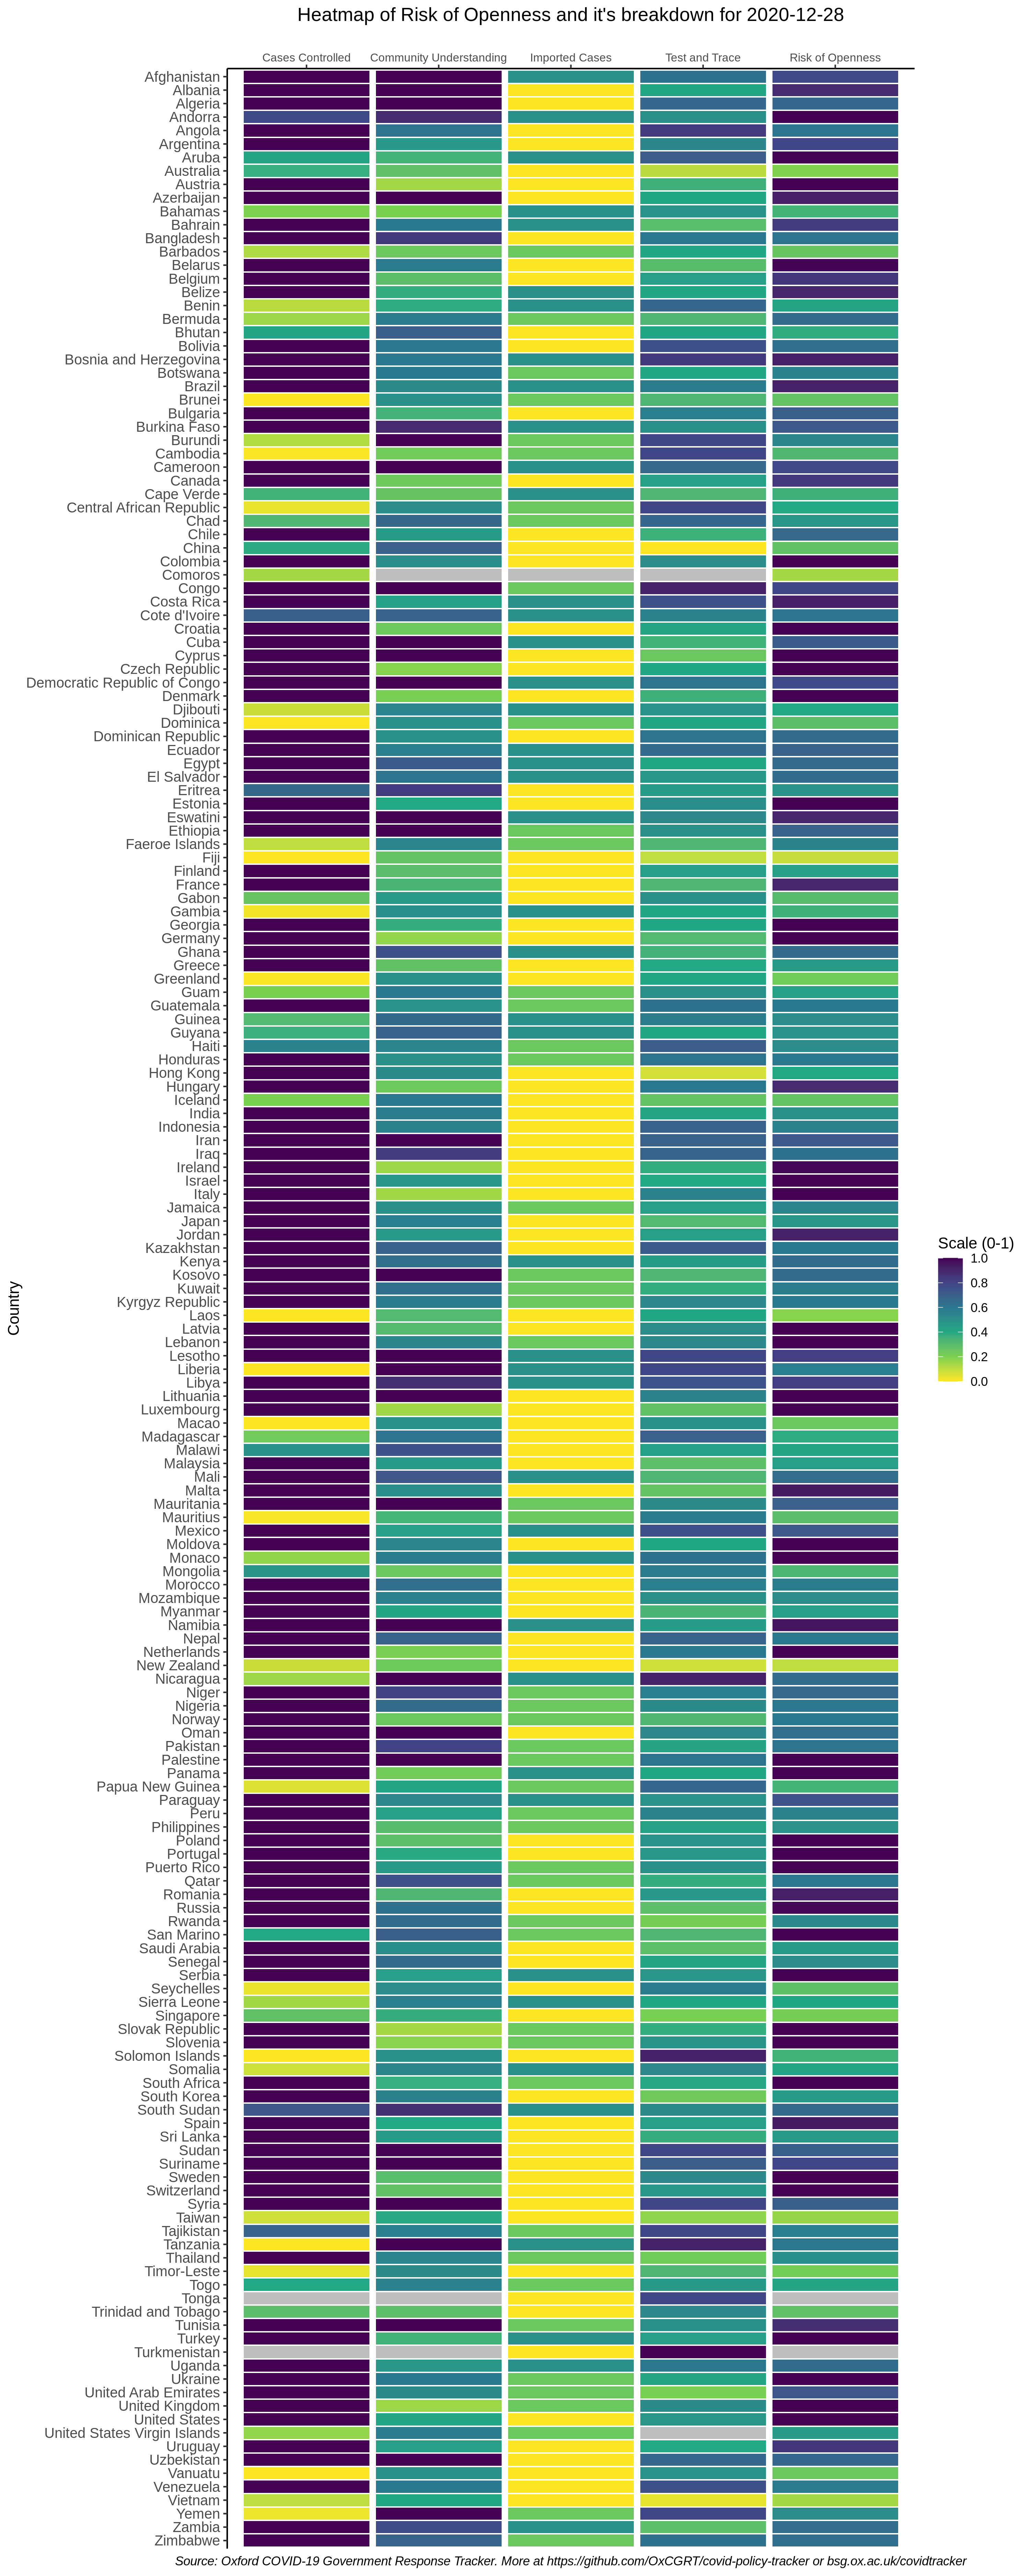 Heatmap of Risk of Openness and it's breakdown for 2020-12-28
Cases Controlled Community Understanding Imported Cases Test and Trace Risk of Openness
Afghanistan
Albania
Algeria
Andorra
Angola
Argentina
Aruba
Australia
Austria
Azerbaijan
Bahamas
Bahrain
Bangladesh
Barbados
Belarus
Belgium
Belize
Benin
Bermuda
Bhutan
Bolivia
Bosnia and Herzegovina
Botswana
Brazil
Brunei
Bulgaria
Burkina Faso
Burundi
Cambodia
Cameroon
Canada
Cape Verde
Central African Republic
Chad
Chile
China
Colombia
Comoros
Congo
Costa Rica
Cote d'Ivoire
Croatia
Cuba
Cyprus
Czech Republic
Democratic Republic of Congo
Denmark
Djibouti
Dominica
Dominican Republic
Ecuador
Egypt
El Salvador
Eritrea
Estonia
Eswatini
Ethiopia
Faeroe Islands
Fiji
Finland
France
Gabon
Gambia
Georgia
Germany
Ghana
Greece
Greenland
Guam
Guatemala
Guinea
Guyana
Haiti
Honduras
Hong Kong
Hungary
Iceland
India
Indonesia
Iran
Iraq
Ireland
Israel
Italy
Jamaica
Japan
Jordan
Kazakhstan
Kenya
Kosovo
Kuwait
Kyrgyz Republic
Laos
Latvia
Lebanon
Lesotho
Liberia
Libya
Lithuania
Luxembourg
Macao
Madagascar
Malawi
Malaysia
Mali
Malta
Mauritania
Mauritius
Mexico
Moldova
Monaco
Mongolia
Morocco
Mozambique
Myanmar
Namibia
Nepal
Netherlands
New Zealand
Nicaragua
Niger
Nigeria
Norway
Oman
Pakistan
Palestine
Panama
Papua New Guinea
Paraguay
Peru
Philippines
Poland
Portugal
Puerto Rico
Qatar
Romania
Russia
Rwanda
San Marino
Saudi Arabia
Senegal
Serbia
Seychelles
Sierra Leone
Singapore
Slovak Republic
Slovenia
Solomon Islands
Somalia
South Africa
South Korea
South Sudan
Spain
Sri Lanka
Sudan
Suriname
Sweden
Switzerland
Syria
Taiwan
Tajikistan
Tanzania
Thailand
Timor-Leste
Togo
Tonga
Trinidad and Tobago
Tunisia
Turkey
Turkmenistan
Uganda
Ukraine
United Arab Emirates
United Kingdom
United States
United States Virgin Islands
Uruguay
Uzbekistan
Vanuatu
Venezuela
Vietnam
Yemen
Zambia
Zimbabwe
Country
Scale (0-1)
1.0
0.8
0.6
0.4
0.2
0.0
Source: Oxford COVID-19 Government Response Tracker. More at https://github.com/OxCGRT/covid-policy-tracker or bsg.ox.ac.uk/covidtracker